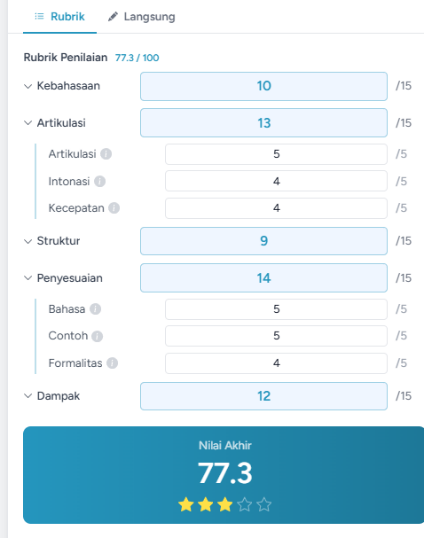 Rubrik Langsung
Rubrik Penilaian 77.3 / 100
Kebahasaan 10 /15
Artikulasi 13 /15
Artikulasi i 5 /5
Intonasi i 4 /5
Kecepatan i 4 /5
Struktur 9 /15
Penyesuaian 14 /15
Bahasa i 5 /5
Contoh i 5 /5
Formalitas i 4 /5
Dampak 12 /15
Nilai Akhir
77.3